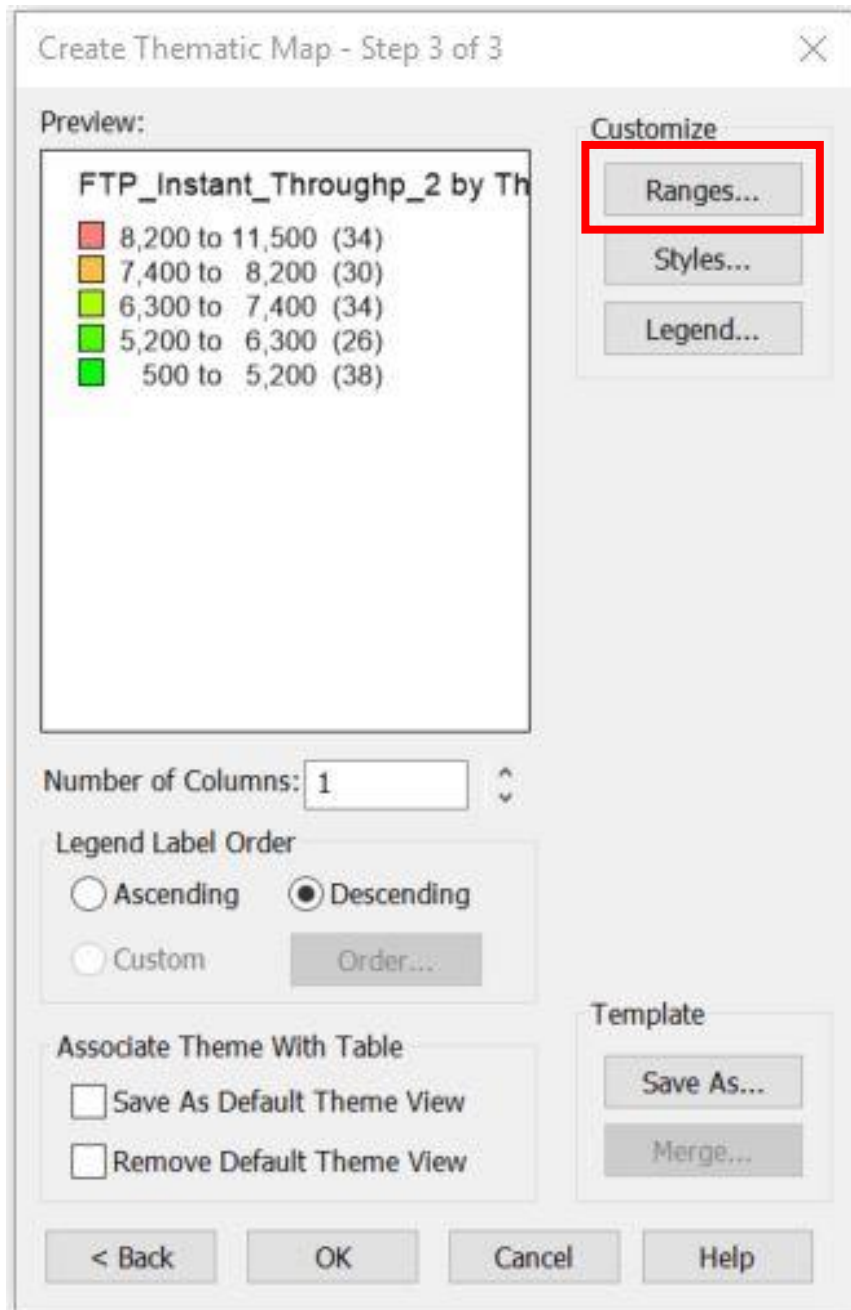 Create Thematic Map - Step 3 of 3
Preview:
FTP_Instant_Throughp_2 by Th
8,200 to 11,500 (34)
7,400 to 8,200 (30)
6,300 to 7,400 (34)
5,200 to 6,300 (26)
500 to 5,200 (38)
Customize
Ranges...
Styles...
Legend...
Number of Columns: 1
Legend Label Order
Ascending Descending
Custom Order...
Associate Theme With Table
Save As Default Theme View
Remove Default Theme View
Template
Save As...
Merge...
< Back OK Cancel Help